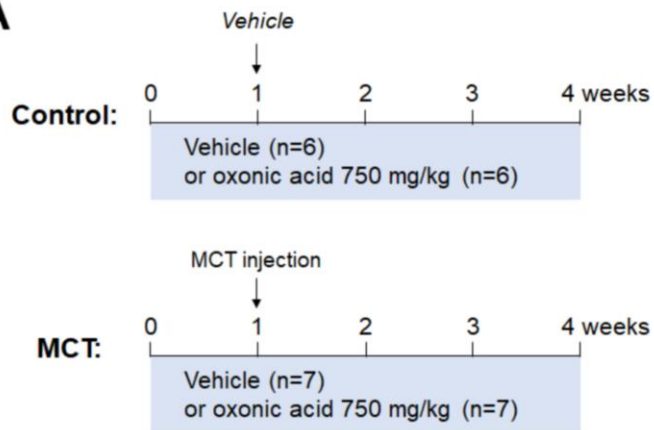 A
Vehicle
0 1 2 3 4 weeks
Control:
Vehicle (n=6)
or oxonic acid 750 mg/kg (n=6)
MCT injection
0 1 2 3 4 weeks
MCT:
Vehicle (n=7)
or oxonic acid 750 mg/kg (n=7)